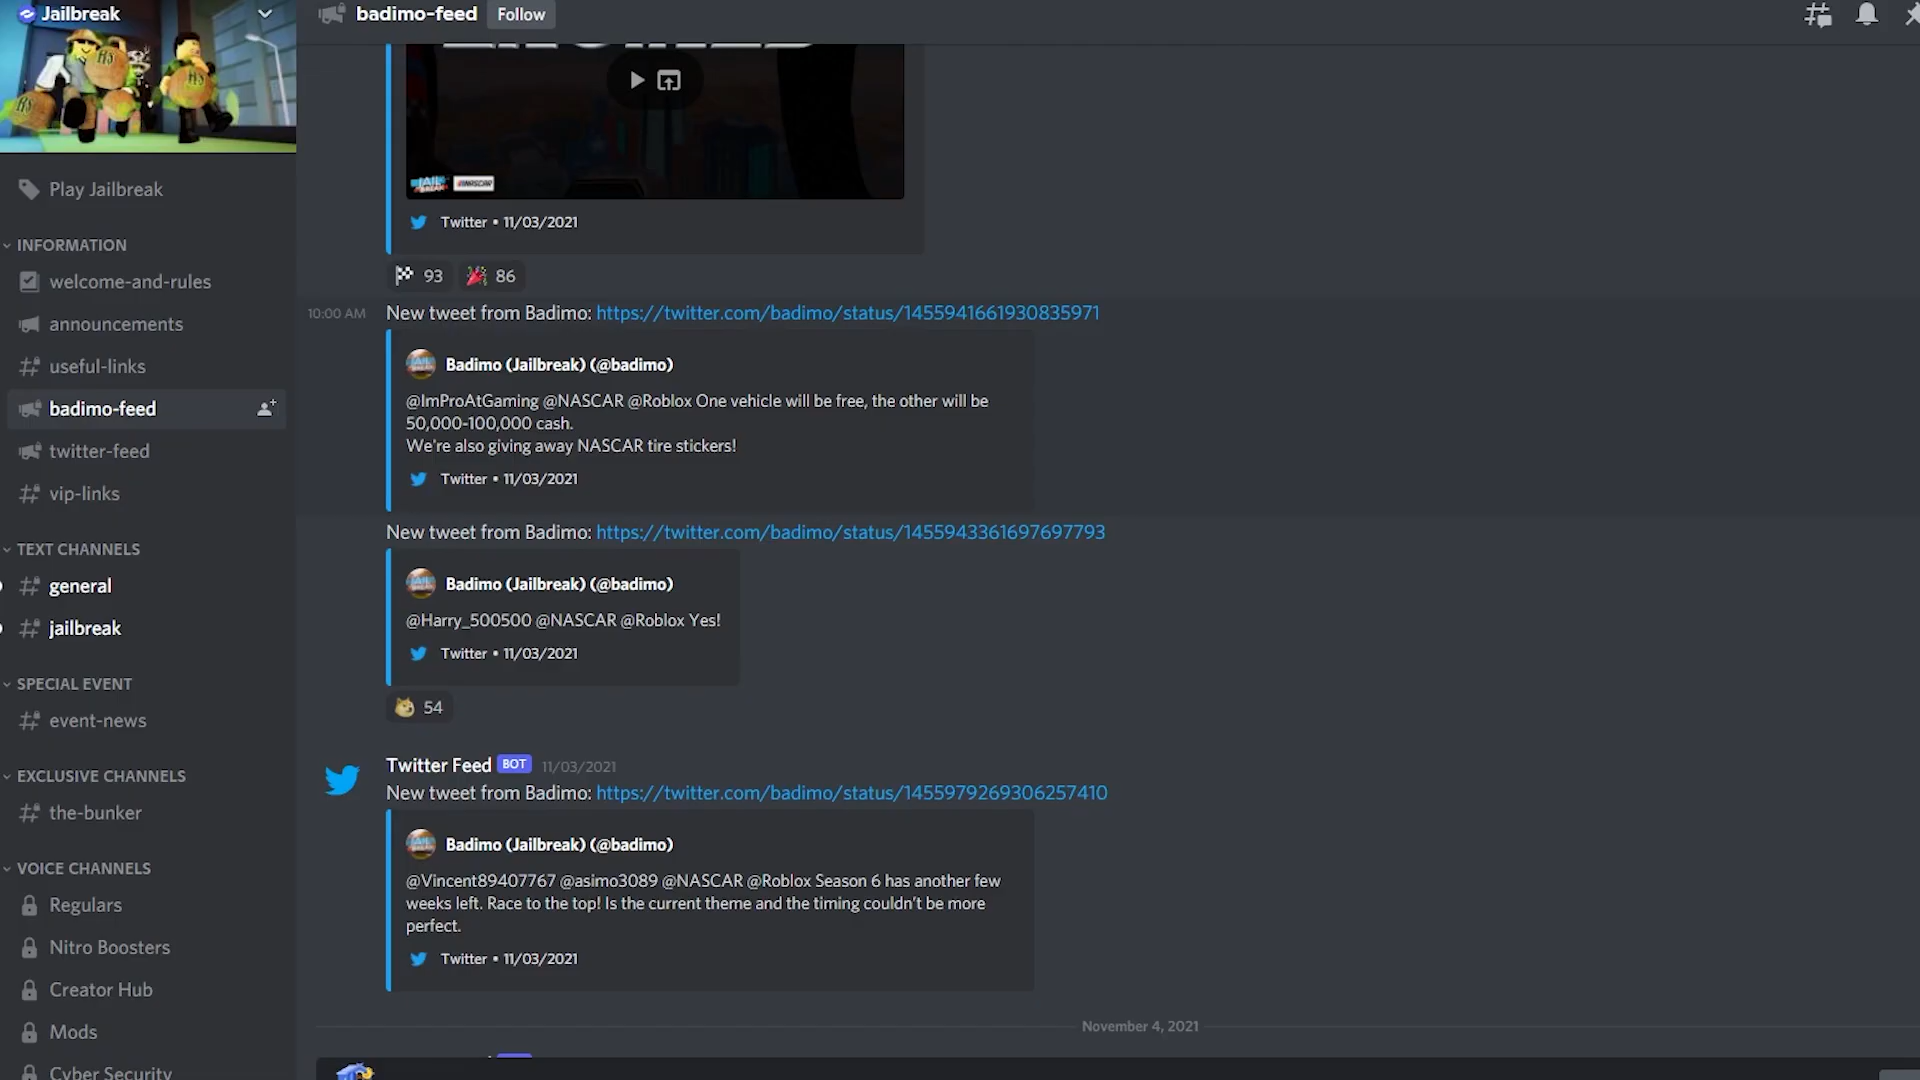 Jailbreak
Play Jailbreak
INFORMATION
welcome-and-rules
announcements
useful-links
badimo-feed
twitter-feed
vip-links
TEXT CHANNELS
general
jailbreak
SPECIAL EVENT
event-news
EXCLUSIVE CHANNELS
the-bunker
VOICE CHANNELS
Regulars
Nitro Boosters
Creator Hub
Mods
Cyber Security
badimo-feed Follow
JAIL
BREAK NASCAR
Twitter • 11/03/2021
93 86
10:00 AM New tweet from Badimo: https://twitter.com/badimo/status/1455941661930835971
Badimo (Jailbreak) (@badimo)
@ImProAtGaming @NASCAR @Roblox One vehicle will be free, the other will be
50,000-100,000 cash.
We're also giving away NASCAR tire stickers!
Twitter • 11/03/2021
New tweet from Badimo: https://twitter.com/badimo/status/1455943361697697793
Badimo (Jailbreak) (@badimo)
@Harry_500500 @NASCAR @Roblox Yes!
Twitter • 11/03/2021
54
Twitter Feed BOT 11/03/2021
New tweet from Badimo: https://twitter.com/badimo/status/1455979269306257410
Badimo (Jailbreak) (@badimo)
@Vincent89407767 @asimo3089 @NASCAR @Roblox Season 6 has another few
weeks left. Race to the top! Is the current theme and the timing couldn't be more
perfect.
Twitter • 11/03/2021
November 4, 2021